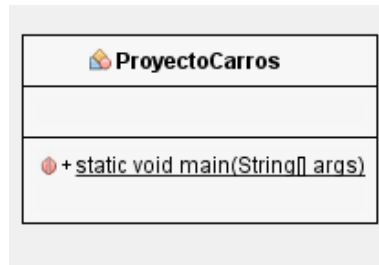 ProyectoCarros
+ static void main(String[] args)